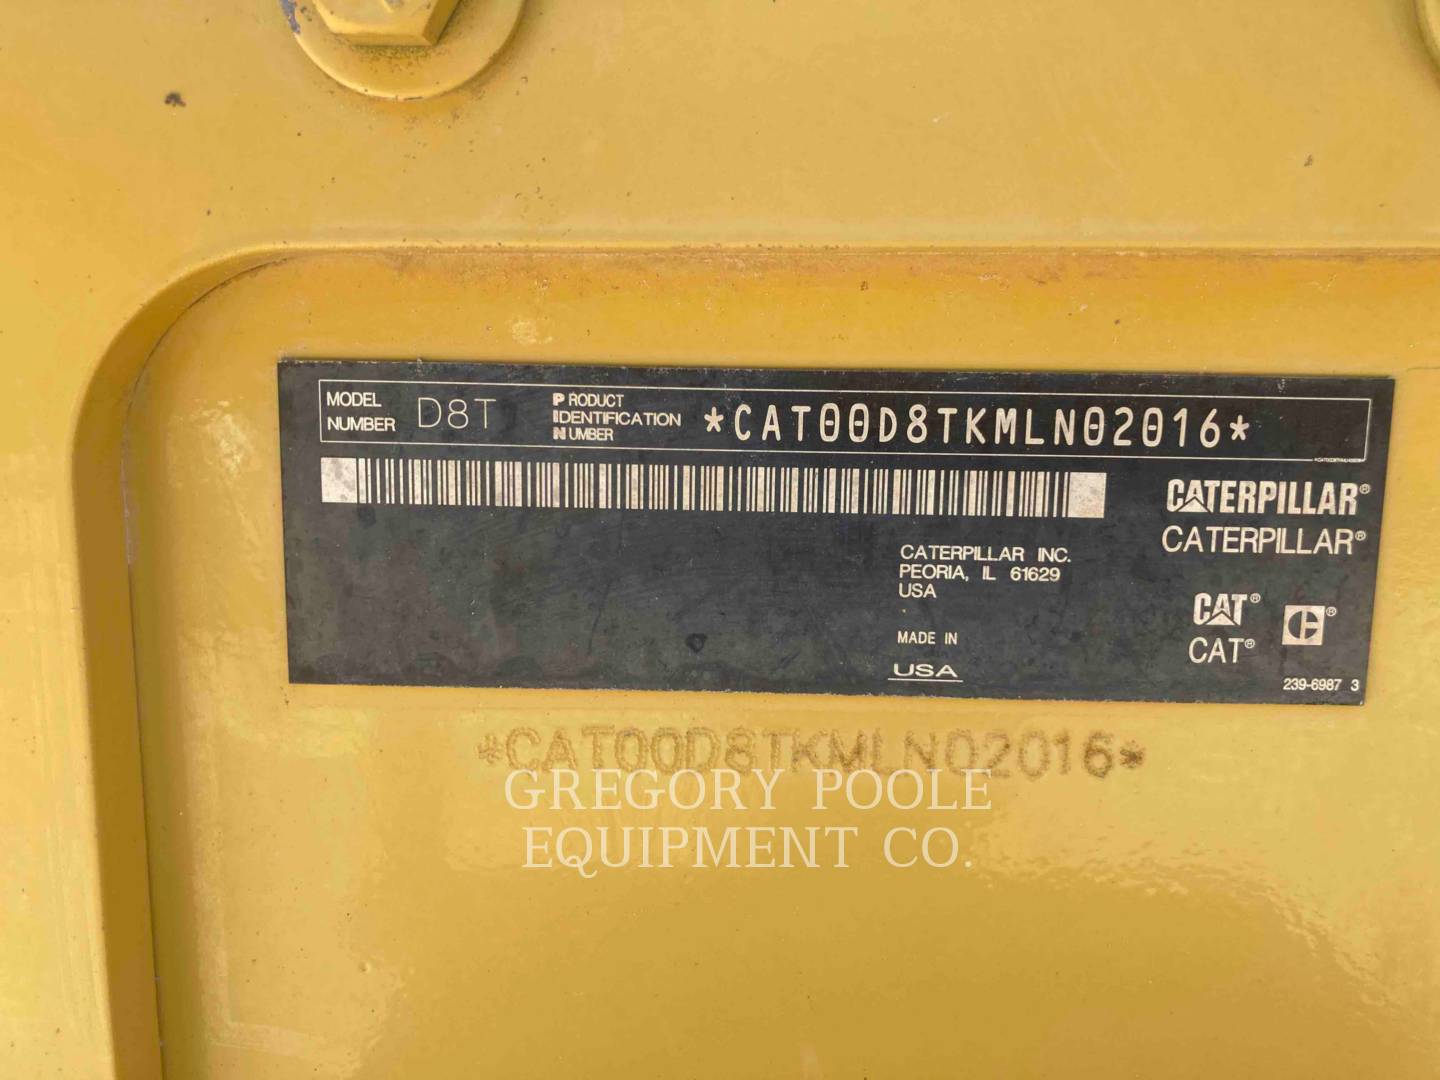 MODEL NUMBER D8T PRODUCT IDENTIFICATION NUMBER *CAT00D8TKMLN02016*
CATERPILLAR®
CATERPILLAR®
CATERPILLAR INC.
PEORIA, IL 61629
USA
MADE IN
USA
CAT®
CAT®
239-6987 3
*CAT00D8TKMLN02016*
GREGORY POOLE
EQUIPMENT CO.